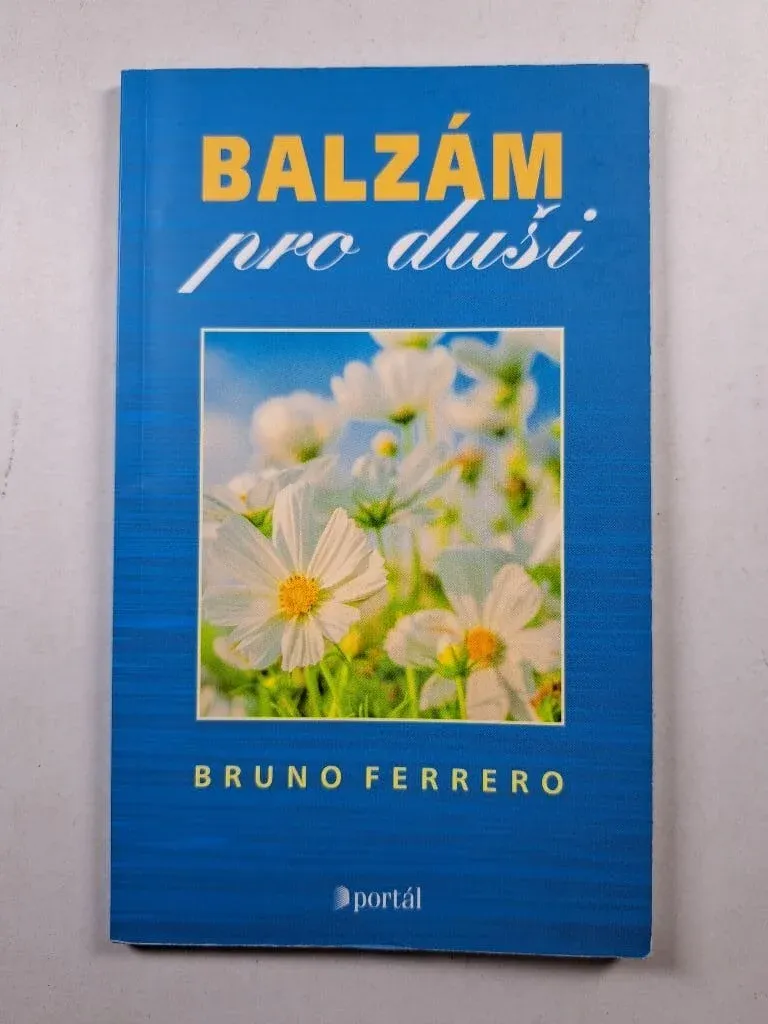 BALZÁM
pro duši
BRUNO FERRERO
portál